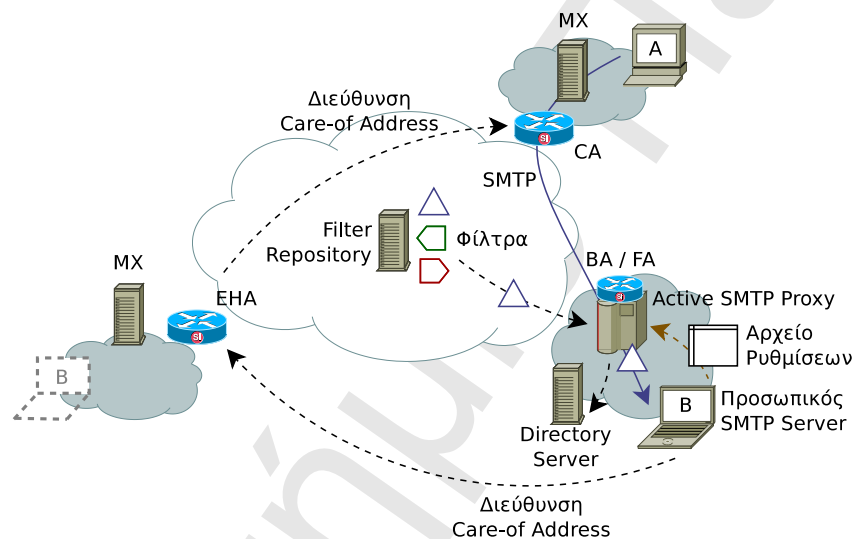 MX
A
Διεύθυνση
Care-of Address
CA
SMTP
Filter
Repository
Φίλτρα
BA / FA
MX
EHA
Active SMTP Proxy
Αρχείο
Ρυθμίσεων
B
B
Προσωπικός
SMTP Server
Directory
Server
Διεύθυνση
Care-of Address